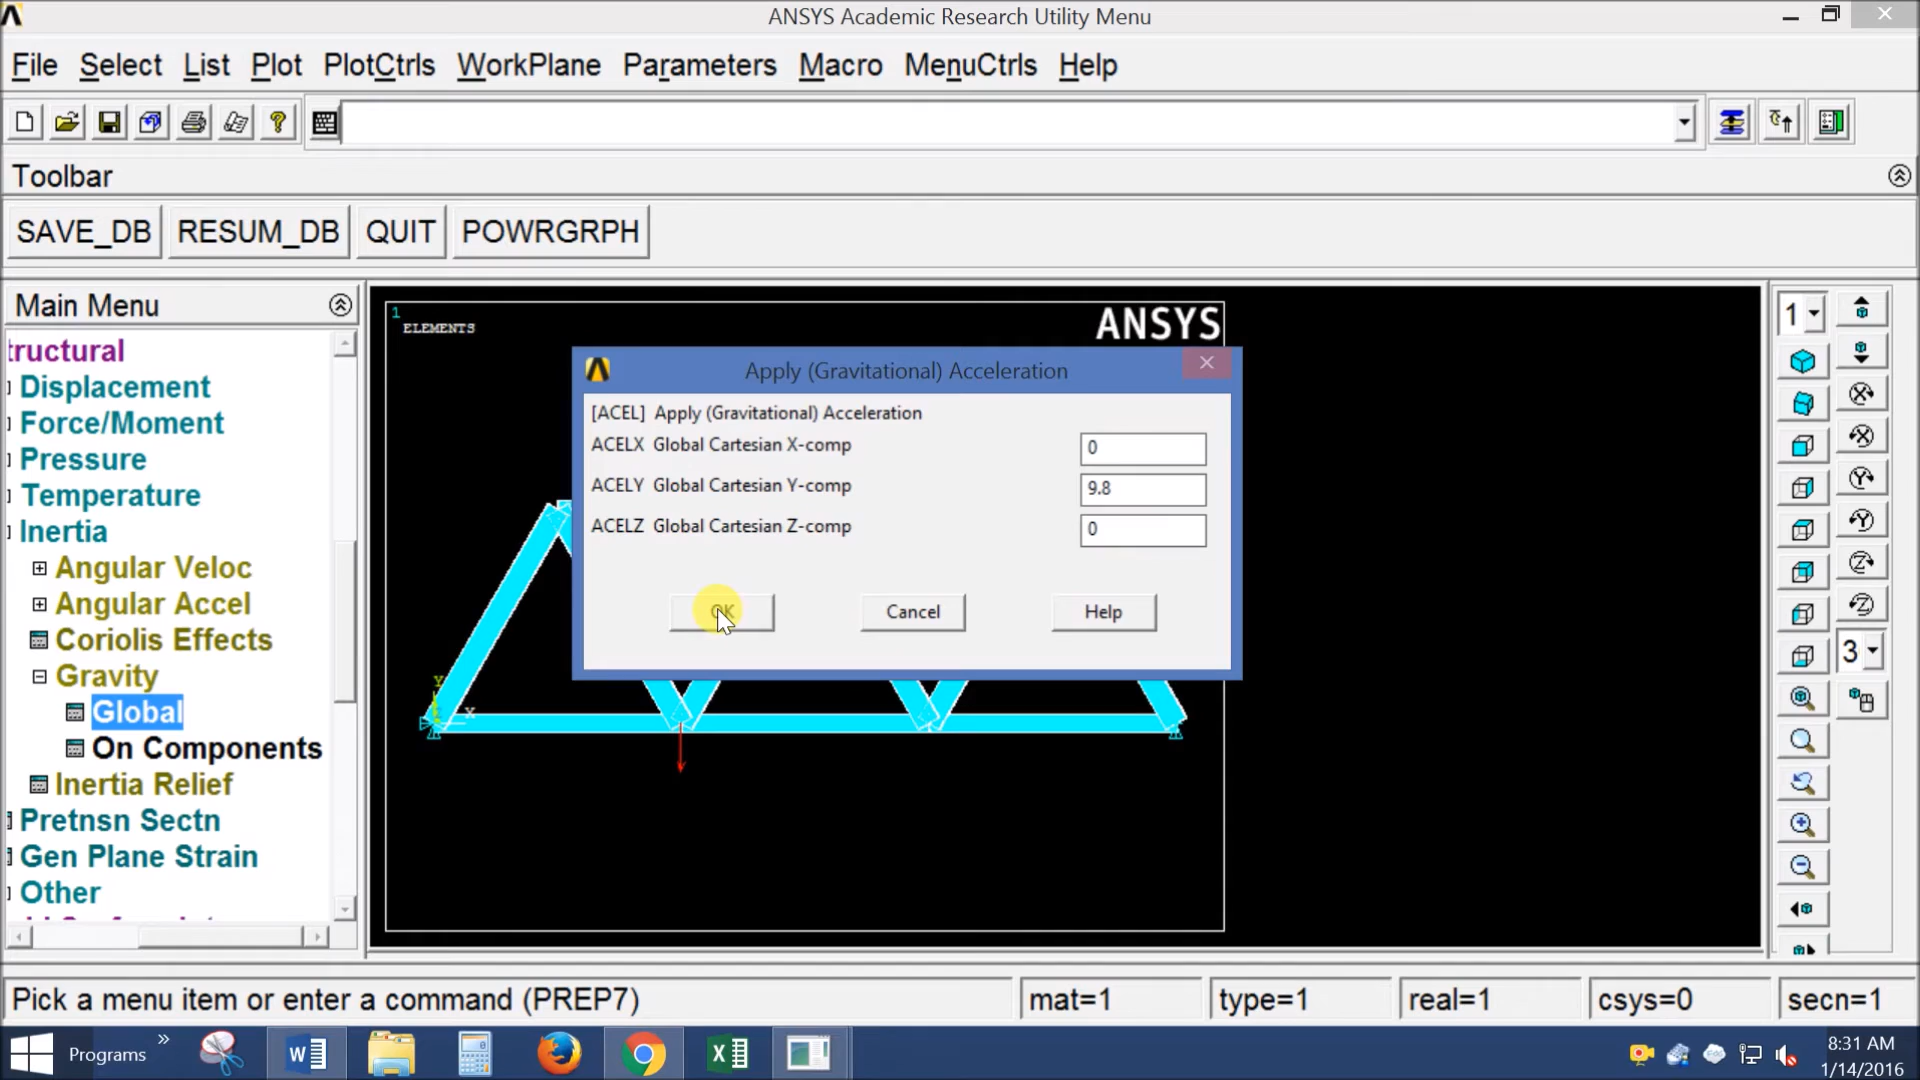 ANSYS Academic Research Utility Menu
File Select List Plot PlotCtrls WorkPlane Parameters Macro MenuCtrls Help
Toolbar
SAVE_DB RESUM_DB QUIT POWRGRPH
Main Menu
tructural
Displacement
Force/Moment
Pressure
Temperature
Inertia
Angular Veloc
Angular Accel
Coriolis Effects
Gravity
Global
On Components
Inertia Relief
Pretnsn Sectn
Gen Plane Strain
Other
1
ELEMENTS
ANSYS
Apply (Gravitational) Acceleration
[ACEL] Apply (Gravitational) Acceleration
ACELX Global Cartesian X-comp 0
ACELY Global Cartesian Y-comp 9.8
ACELZ Global Cartesian Z-comp 0
OK Cancel Help
Y
X
1
3
Pick a menu item or enter a command (PREP7) mat=1 type=1 real=1 csys=0 secn=1
Programs
8:31 AM
1/14/2016